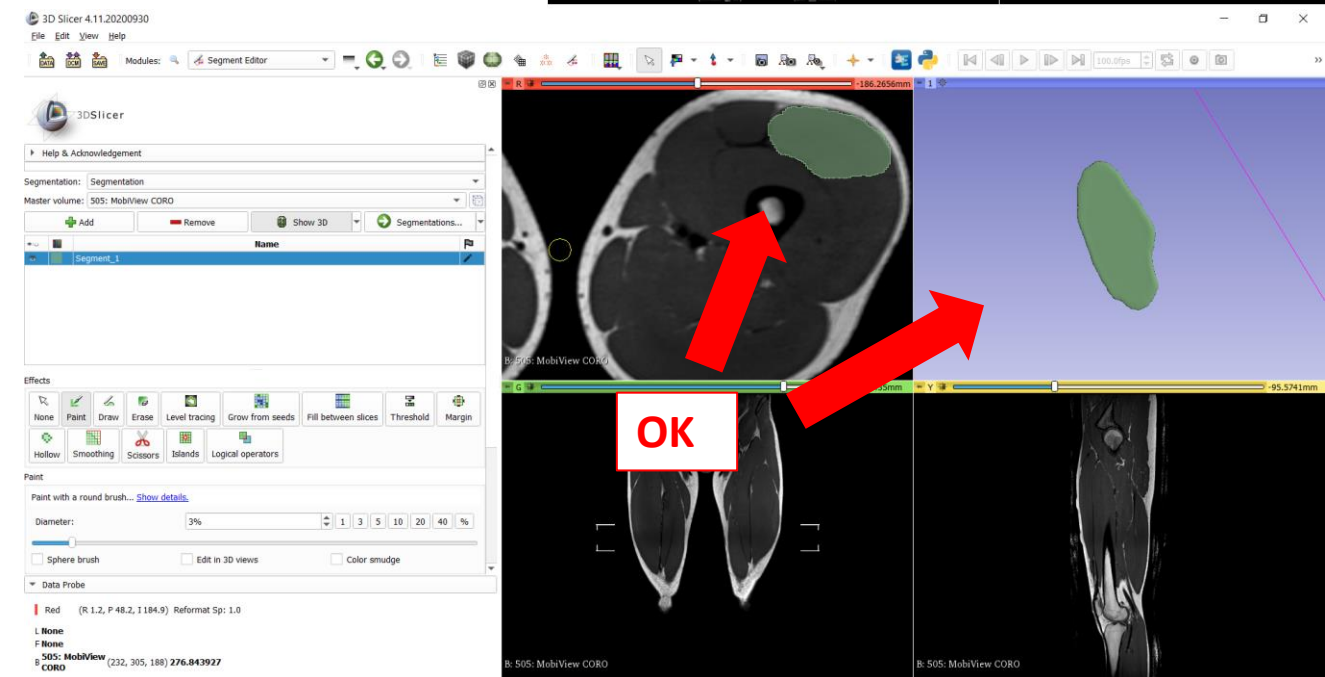 3D Slicer 4.11.20200930
File Edit View Help
DATA DCM SAVE Modules: Segment Editor 100.0fps »
3DSlicer
Help & Acknowledgement
Segmentation: Segmentation
Master volume: 505: MobiView CORO
Add Remove Show 3D Segmentations...
Name
Segment_1
Effects
None Paint Draw Erase Level tracing Grow from seeds Fill between slices Threshold Margin
Hollow Smoothing Scissors Islands Logical operators
Paint
Paint with a round brush... Show details.
Diameter: 3% 1 3 5 10 20 40 %
Sphere brush Edit in 3D views Color smudge
Data Probe
Red (R 1.2, P 48.2, I 184.9) Reformat Sp: 1.0
L None
F None
B 505: MobiView CORO (232, 305, 188) 276.843927
R -186.2656mm
B: 505: MobiView CORO
1
OK
G
B: 505: MobiView CORO
Y -95.5741mm
B: 505: MobiView CORO